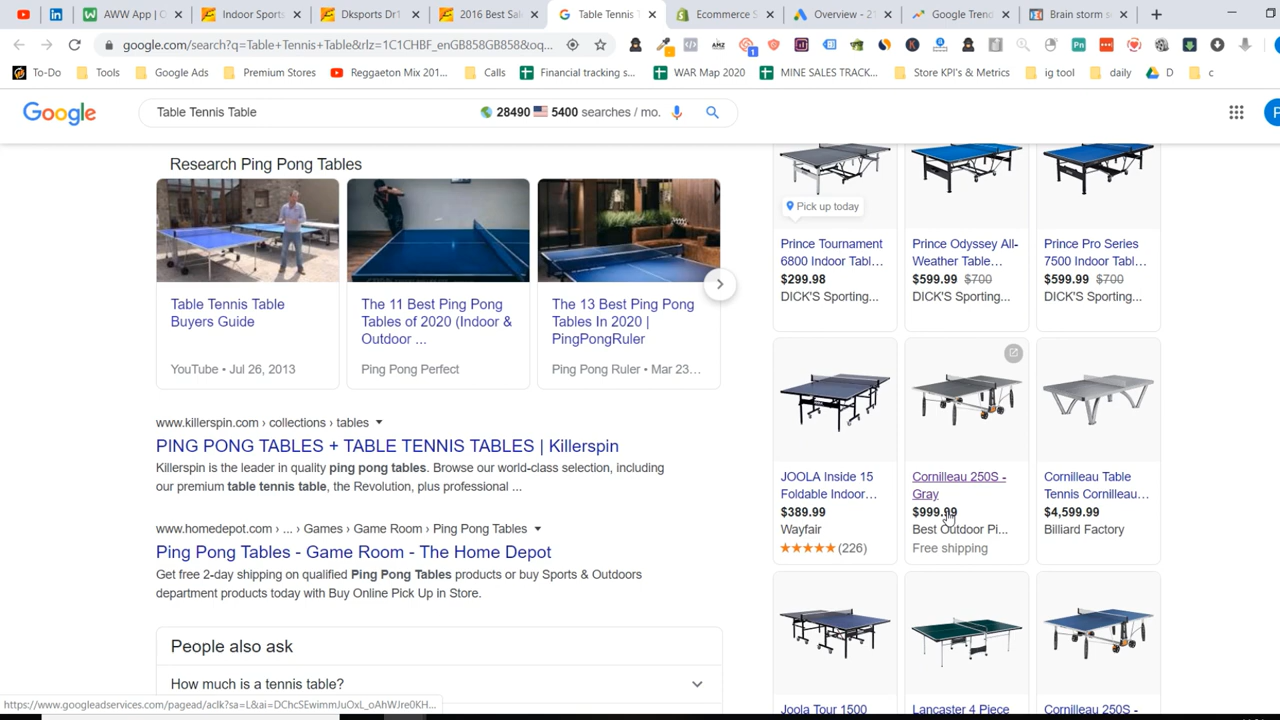 AWW App | O
Indoor Sports
Dksports Dr1
2016 Best Sal
Table Tennis T
Ecommerce S
Overview - 21
Google Trend
Brain storm s
google.com/search?q=Table+Tennis+Table&rlz=1C1CHBF_enGB858GB858&oq...
To-Do
Tools
Google Ads
Premium Stores
Reggaeton Mix 201...
Calls
Financial tracking s...
WAR Map 2020
MINE SALES TRACK...
Store KPI's & Metrics
ig tool
daily
D
c
Google
Table Tennis Table
28490 5400 searches / mo.
Research Ping Pong Tables
Table Tennis Table
Buyers Guide
YouTube • Jul 26, 2013
The 11 Best Ping Pong
Tables of 2020 (Indoor &
Outdoor ...
Ping Pong Perfect
The 13 Best Ping Pong
Tables In 2020 |
PingPongRuler
Ping Pong Ruler • Mar 23...
www.killerspin.com › collections › tables
PING PONG TABLES + TABLE TENNIS TABLES | Killerspin
Killerspin is the leader in quality ping pong tables. Browse our world-class selection, including
our premium table tennis table, the Revolution, plus professional ...
www.homedepot.com › ... › Games › Game Room › Ping Pong Tables
Ping Pong Tables - Game Room - The Home Depot
Get free 2-day shipping on qualified Ping Pong Tables products or buy Sports & Outdoors
department products today with Buy Online Pick Up in Store.
People also ask
How much is a tennis table?
Pick up today
Prince Tournament
6800 Indoor Tabl...
$299.98
DICK'S Sporting...
Prince Odyssey All-
Weather Table...
$599.99 $700
DICK'S Sporting...
Prince Pro Series
7500 Indoor Tabl...
$599.99 $700
DICK'S Sporting...
JOOLA Inside 15
Foldable Indoor...
$389.99
Wayfair
(226)
Cornilleau 250S -
Gray
$999.99
Best Outdoor Pi...
Free shipping
Cornilleau Table
Tennis Cornilleau...
$4,599.99
Billiard Factory
Joola Tour 1500
Lancaster 4 Piece
Cornilleau 250S -
https://www.googleadservices.com/pagead/aclk?sa=L&ai=DChcSEwimmJuOxL_oAhWJre0KH...